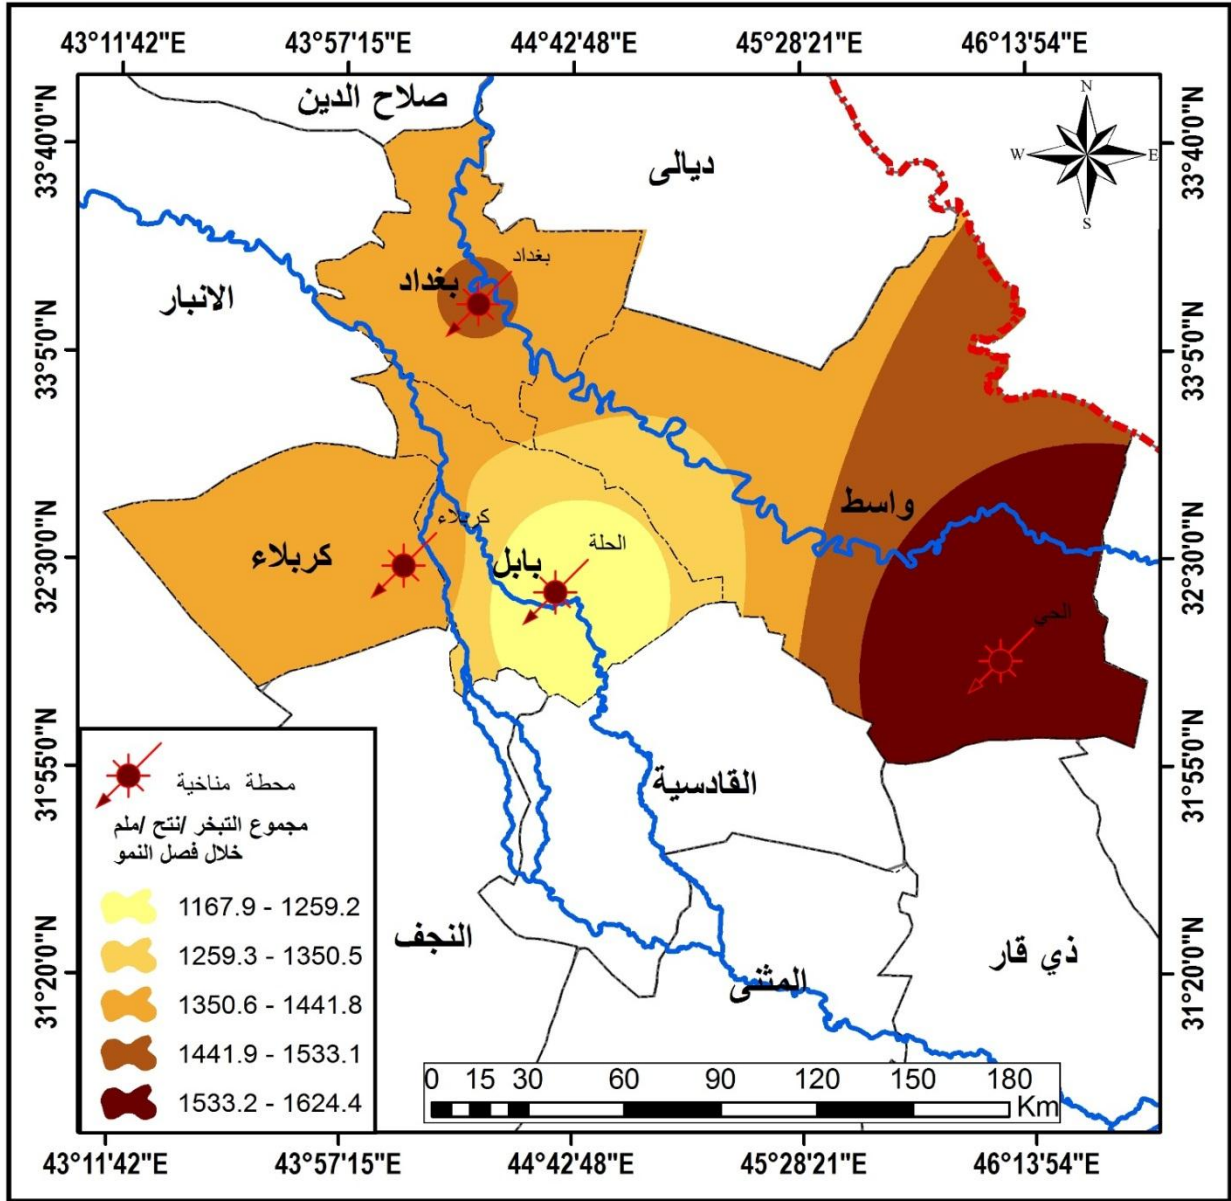 43°11'42"E 43°57'15"E 44°42'48"E 45°28'21"E 46°13'54"E
صلاح الدين
N
33°40'0"N
33°40'0"N
W
E
ديالى
S
بغداد
الانبار
بغداد
33°5'0"N
33°5'0"N
واسط
كربلاء
الحلة
بابل
كربلاء
32°30'0"N
32°30'0"N
الحي
31°55'0"N
31°55'0"N
القادسية
محطة مناخية
مجموع التبخر /نتح /ملم
خلال فصل النمو
1167.9 - 1259.2
1259.3 - 1350.5
1350.6 - 1441.8
1441.9 - 1533.1
1533.2 - 1624.4
النجف
ذي قار
المثنى
31°20'0"N
31°20'0"N
0 15 30 60 90 120 150 180
Km
43°11'42"E 43°57'15"E 44°42'48"E 45°28'21"E 46°13'54"E